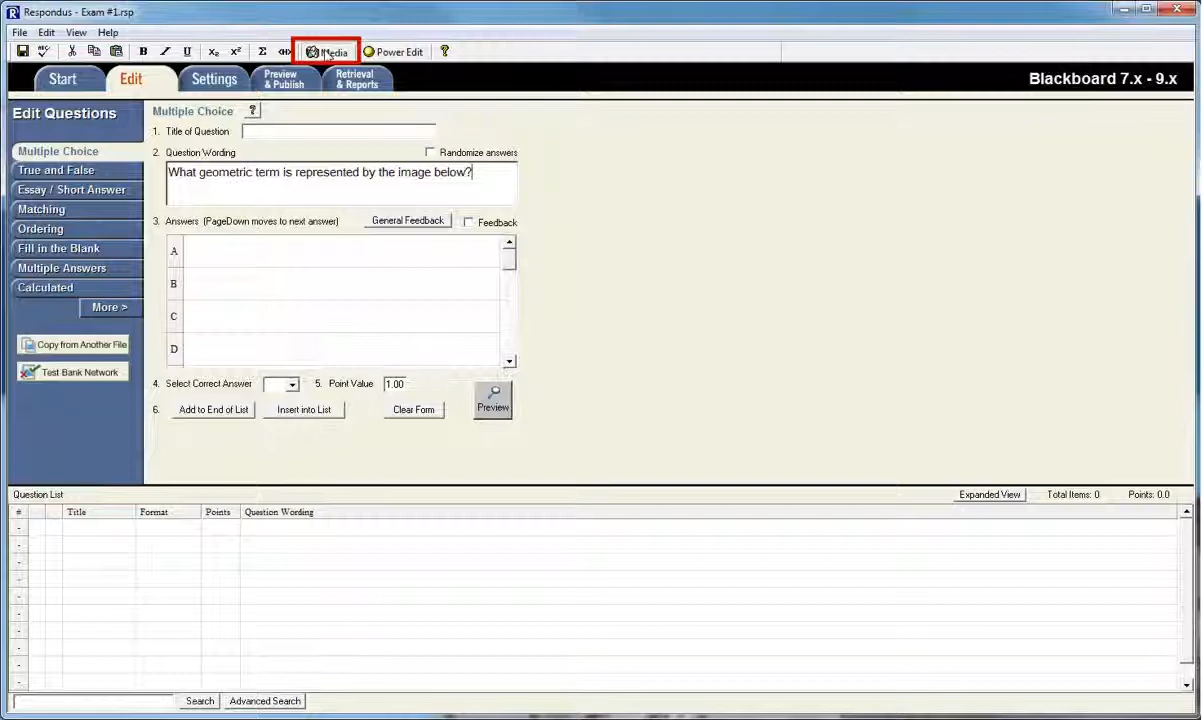 Respondus - Exam #1.rsp
File Edit View Help
ABC B I U X₂ X² Σ Media Power Edit ?
Start Edit Settings Preview & Publish Retrieval & Reports Blackboard 7.x - 9.x
Edit Questions
Multiple Choice
True and False
Essay / Short Answer
Matching
Ordering
Fill in the Blank
Multiple Answers
Calculated
More >
Copy from Another File
Test Bank Network
Multiple Choice ?
1. Title of Question
2. Question Wording Randomize answers
What geometric term is represented by the image below?
3. Answers (PageDown moves to next answer) General Feedback Feedback
A
B
C
D
4. Select Correct Answer 5. Point Value 1.00
6. Add to End of List Insert into List Clear Form Preview
Question List Expanded View Total Items: 0 Points: 0.0
# Title Format Points Question Wording
Search Advanced Search